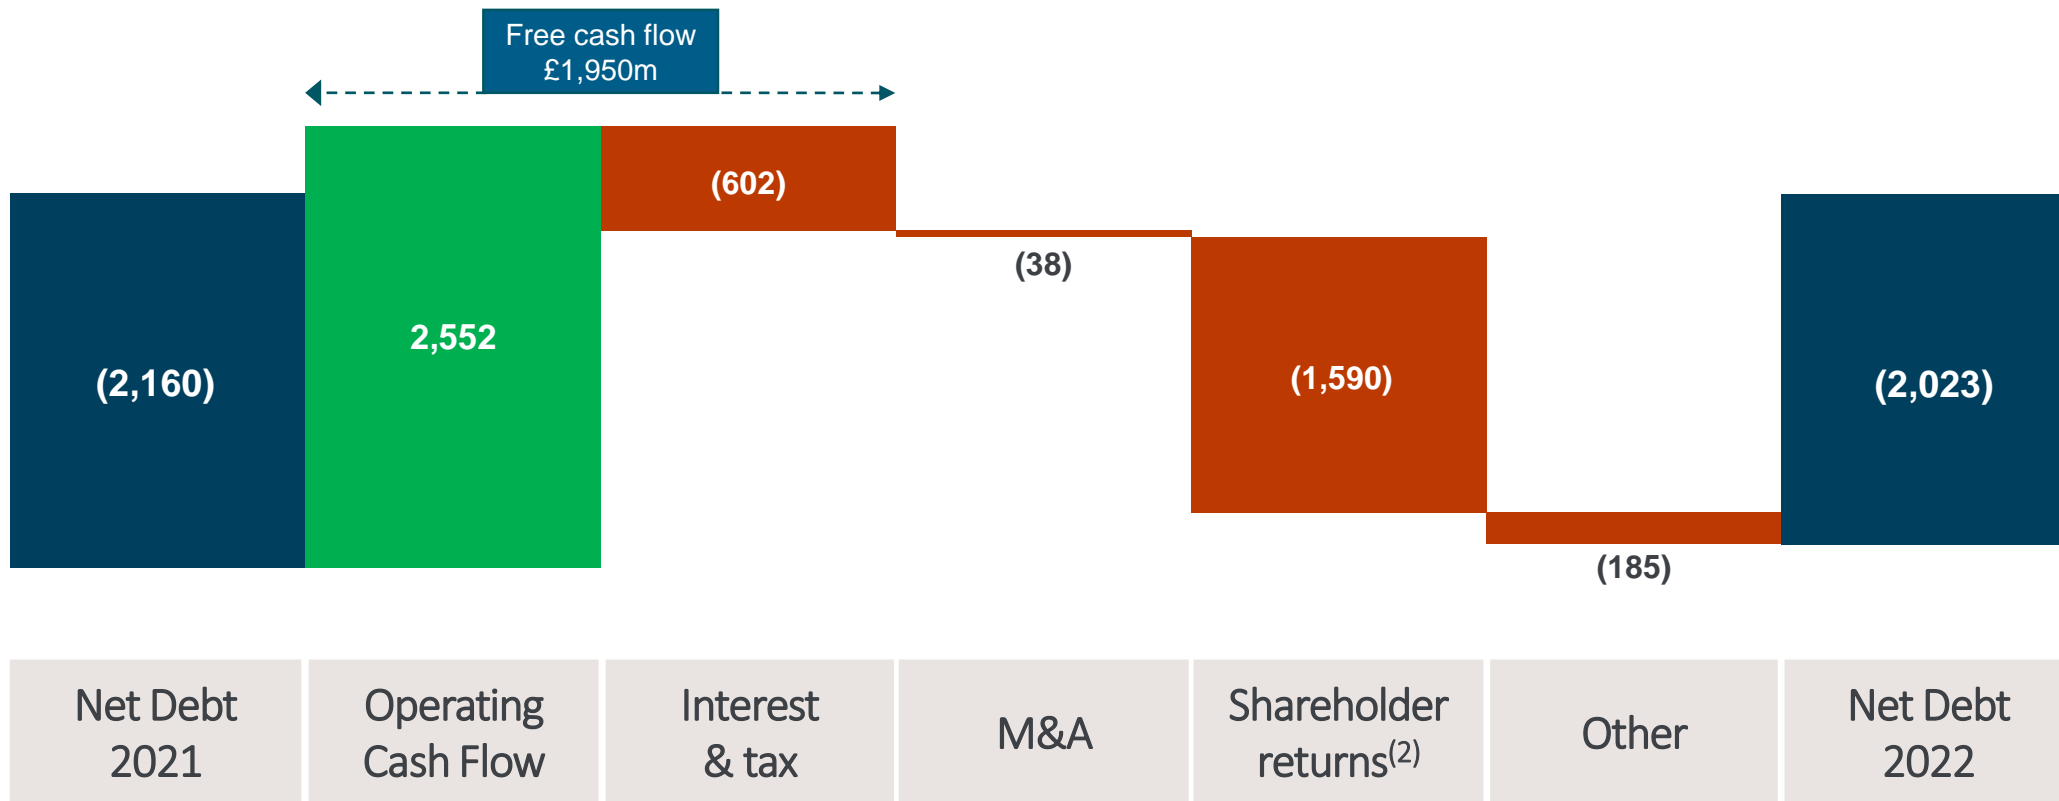 Free cash flow
£1,950m
(602)
(38)
2,552
(2,160)
(1,590)
(2,023)
(185)
Net Debt
2021
Operating
Cash Flow
Interest
& tax
M&A
Shareholder
returns(2)
Other
Net Debt
2022